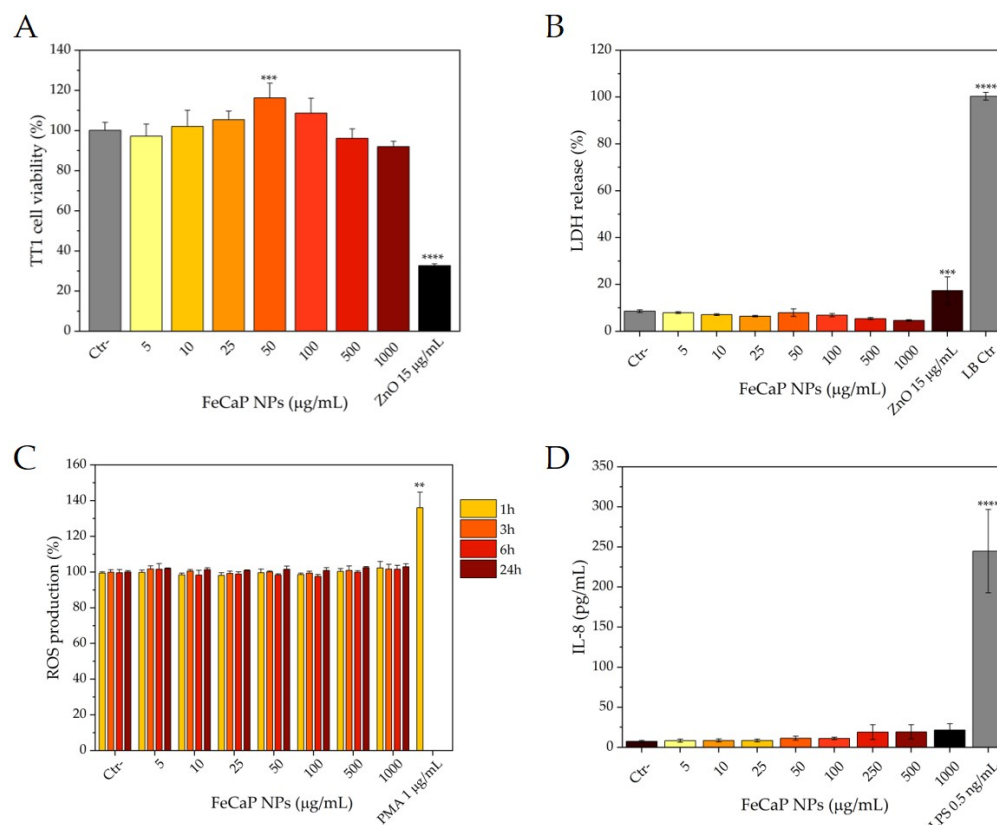 A
TT1 cell viability (%)
140
120
100
80
60
40
20
0
***
****
Ctr-
5
10
25
50
100
500
1000
ZnO 15 µg/mL
FeCaP NPs (µg/mL)
B
LDH release (%)
120
100
80
60
40
20
0
***
****
Ctr-
5
10
25
50
100
500
1000
ZnO 15 µg/mL
LB Ctr
FeCaP NPs (µg/mL)
C
ROS production (%)
160
140
120
100
80
60
40
20
0
**
1h
3h
6h
24h
Ctr-
5
10
25
50
100
500
1000
PMA 1 µg/mL
FeCaP NPs (µg/mL)
D
IL-8 (pg/mL)
350
300
250
200
150
100
50
0
****
Ctr-
5
10
25
50
100
250
500
1000
LPS 0.5 ng/mL
FeCaP NPs (µg/mL)